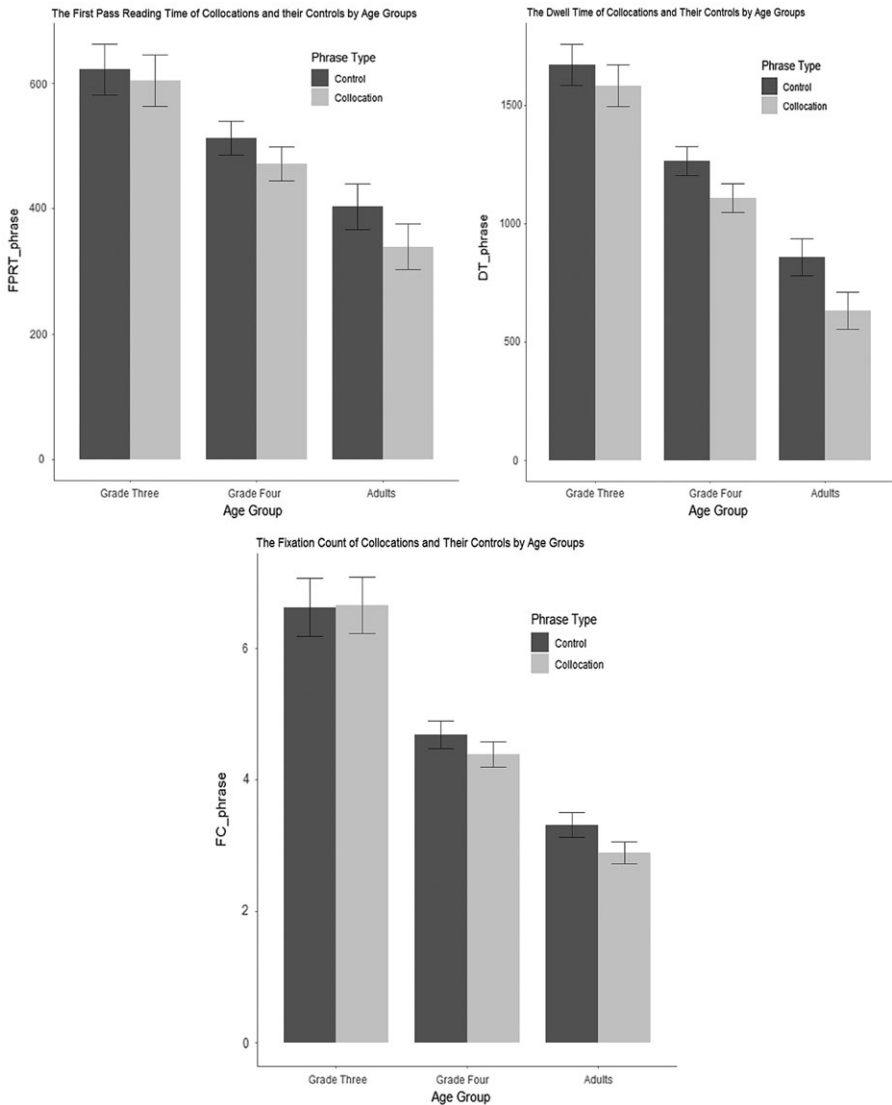 The First Pass Reading Time of Collocations and their Controls by Age Groups
Phrase Type
Control
Collocation
600
400
200
0
FPRT_phrase
Grade Three
Grade Four
Adults
Age Group
The Dwell Time of Collocations and Their Controls by Age Groups
Phrase Type
Control
Collocation
1500
1000
500
0
DT_phrase
Grade Three
Grade Four
Adults
Age Group
The Fixation Count of Collocations and Their Controls by Age Groups
Phrase Type
Control
Collocation
6
4
2
0
FC_phrase
Grade Three
Grade Four
Adults
Age Group